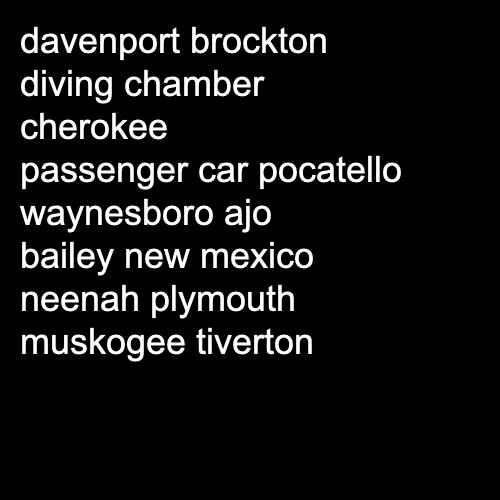 davenport brockton
diving chamber
cherokee
passenger car pocatello
waynesboro ajo
bailey new mexico
neenah plymouth
muskogee tiverton